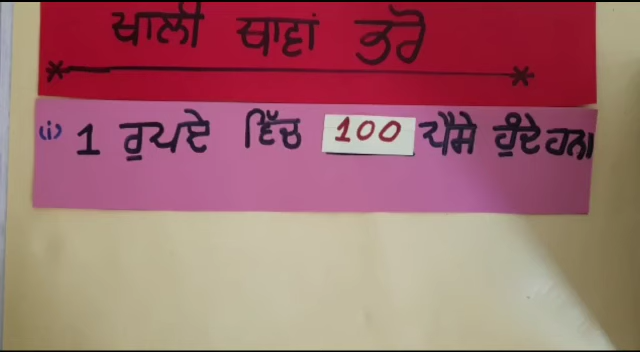 ਖਾਲੀ ਥਾਵਾਂ ਭਰੋ
(i) 1 ਰੁਪਏ ਵਿੱਚ 100 ਪੈਸੇ ਹੁੰਦੇ ਹਨ।